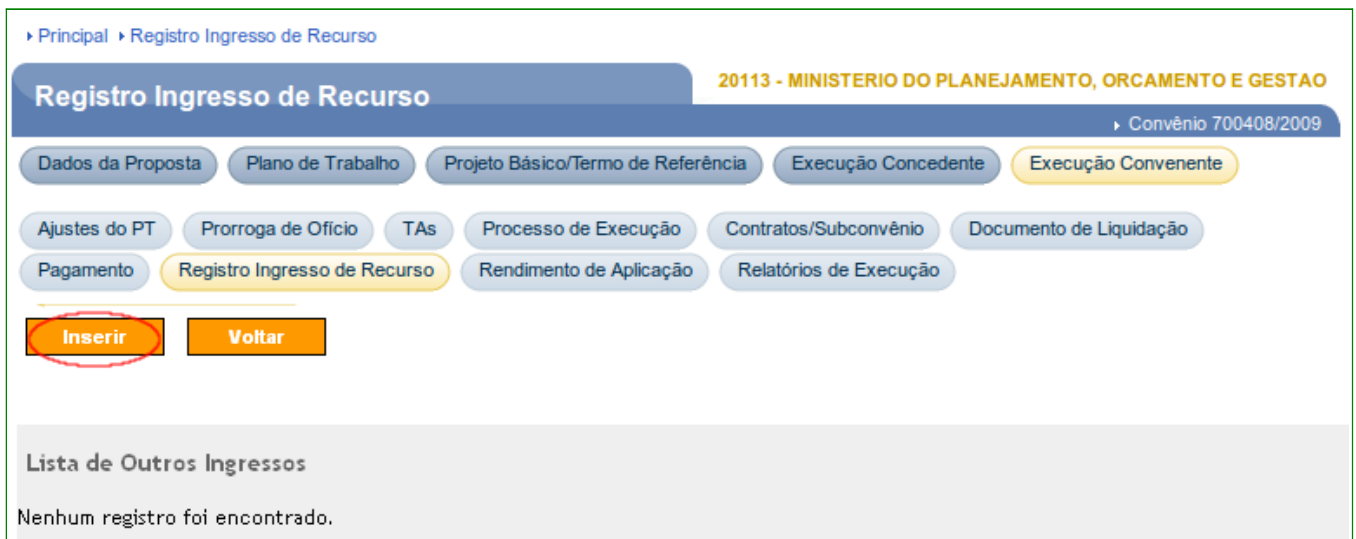 Principal Registro Ingresso de Recurso
Registro Ingresso de Recurso
20113 - MINISTERIO DO PLANEJAMENTO, ORCAMENTO E GESTAO
Convênio 700408/2009
Dados da Proposta Plano de Trabalho Projeto Básico/Termo de Referência Execução Concedente Execução Convenente
Ajustes do PT Prorroga de Ofício TAs Processo de Execução Contratos/Subconvênio Documento de Liquidação
Pagamento Registro Ingresso de Recurso Rendimento de Aplicação Relatórios de Execução
Inserir Voltar
Lista de Outros Ingressos
Nenhum registro foi encontrado.